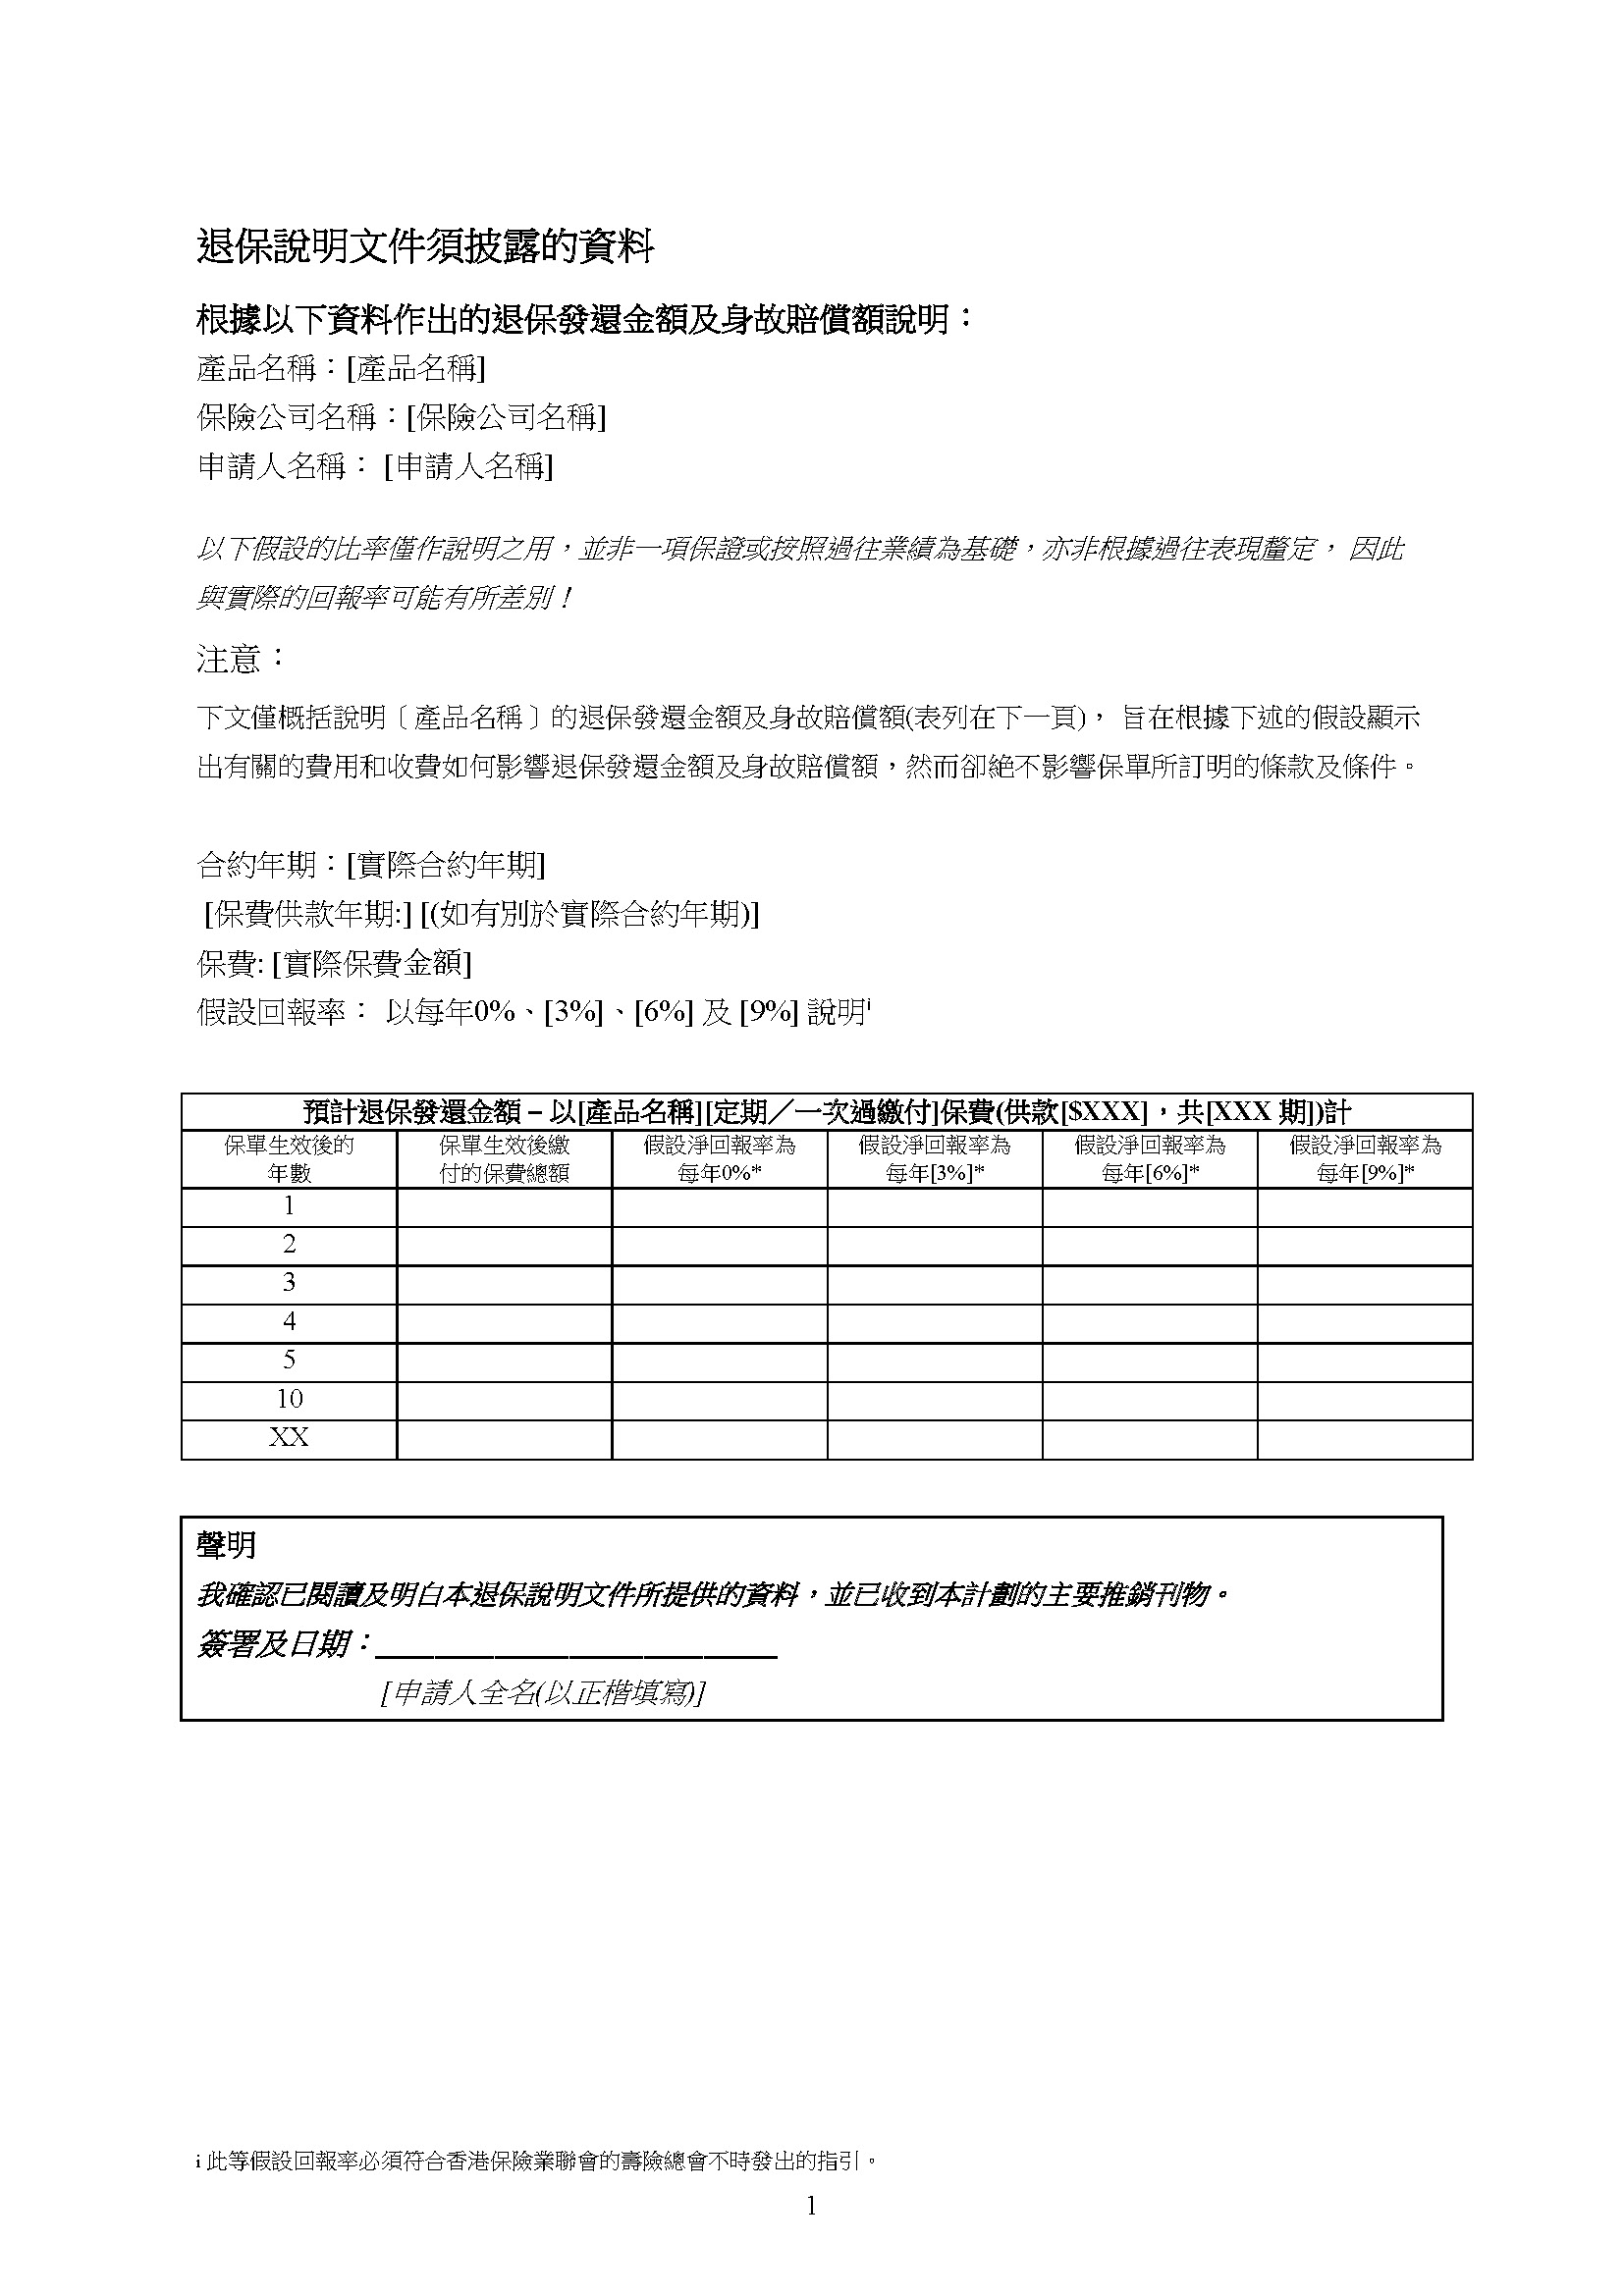 退保說明文件須披露的資料
根據以下資料作出的退保發還金額及身故賠償額說明：
產品名稱：[產品名稱]
保險公司名稱：[保險公司名稱]
申請人名稱： [申請人名稱]
以下假設的比率僅作說明之用，並非一項保證或按照過往業績為基礎，亦非根據過往表現釐定， 因此
與實際的回報率可能有所差別！
注意：
下文僅概括說明〔產品名稱〕的退保發還金額及身故賠償額(表列在下一頁)， 旨在根據下述的假設顯示
出有關的費用和收費如何影響退保發還金額及身故賠償額，然而卻絕不影響保單所訂明的條款及條件。
合約年期：[實際合約年期]
[保費供款年期:] [(如有別於實際合約年期)]
保費: [實際保費金額]
假設回報率： 以每年0%、[3%]、[6%] 及 [9%] 說明i
預計退保發還金額 – 以[產品名稱][定期／一次過繳付]保費(供款[$XXX]，共[XXX 期])計
保單生效後的 保單生效後繳 假設淨回報率為 假設淨回報率為 假設淨回報率為 假設淨回報率為
年數 付的保費總額 每年0%* 每年[3%]* 每年[6%]* 每年[9%]*
1
2
3
4
5
10
XX
聲明
我確認已閱讀及明白本退保說明文件所提供的資料，並已收到本計劃的主要推銷刊物。
簽署及日期：___________________________
[申請人全名(以正楷填寫)]
i 此等假設回報率必須符合香港保險業聯會的壽險總會不時發出的指引。
1